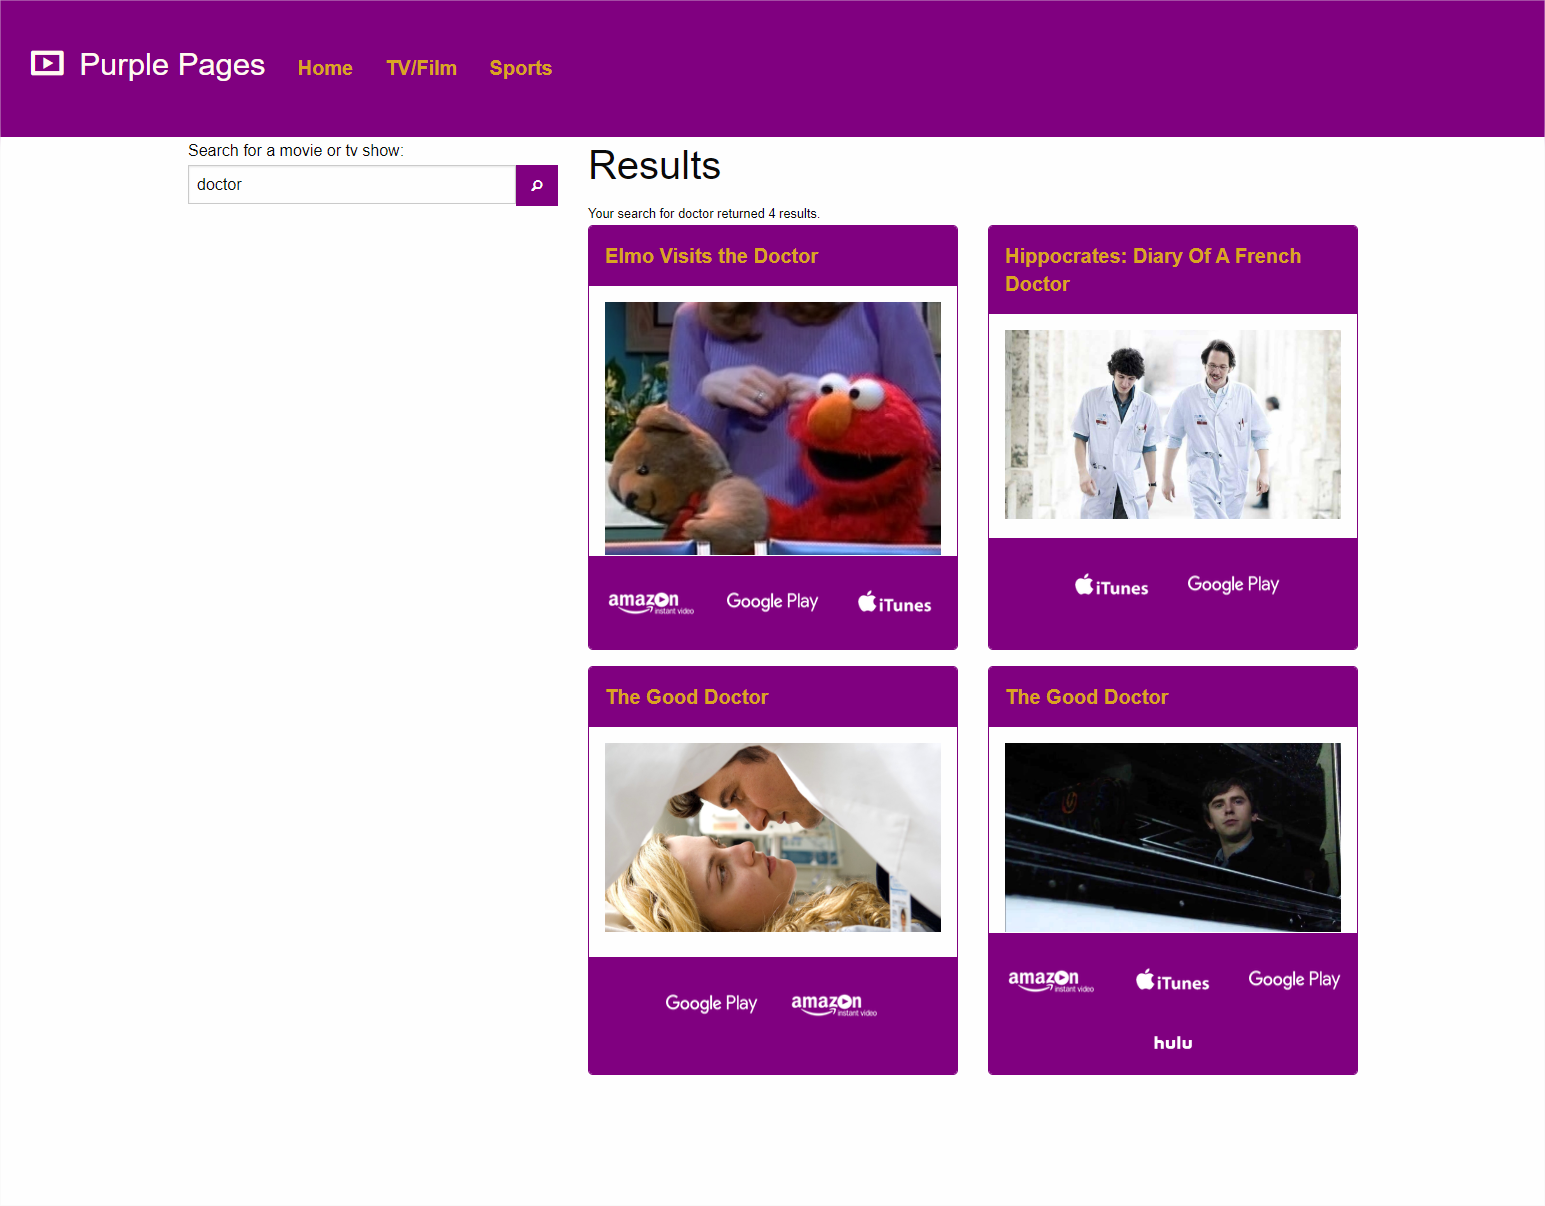 Purple Pages
Home
TV/Film
Sports
Search for a movie or tv show:
doctor
Results
Your search for doctor returned 4 results.
Elmo Visits the Doctor
amazon
instant video
Google Play
iTunes
Hippocrates: Diary Of A French
Doctor
iTunes
Google Play
The Good Doctor
Google Play
amazon
instant video
The Good Doctor
amazon
instant video
iTunes
Google Play
hulu